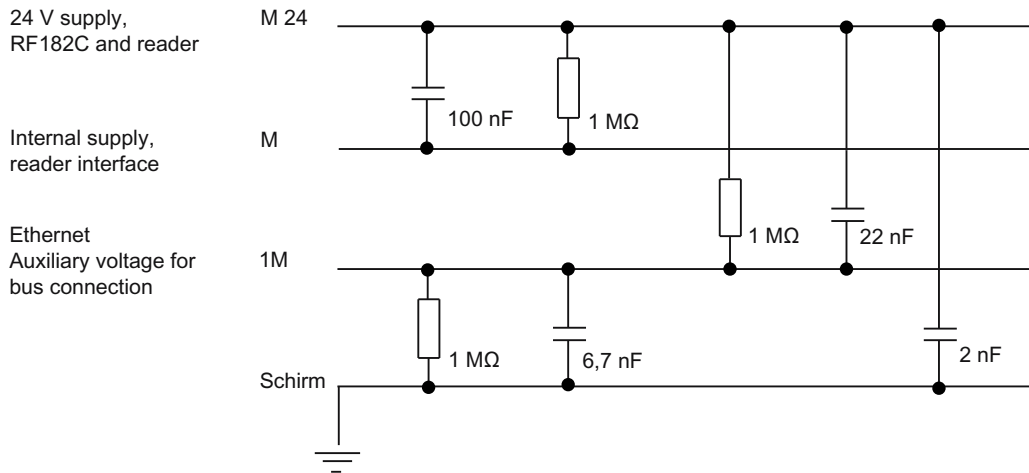 24 V supply,
RF182C and reader
M 24
100 nF
1 MΩ
Internal supply,
reader interface
M
1 MΩ
22 nF
Ethernet
Auxiliary voltage for
bus connection
1M
1 MΩ
6,7 nF
2 nF
Schirm